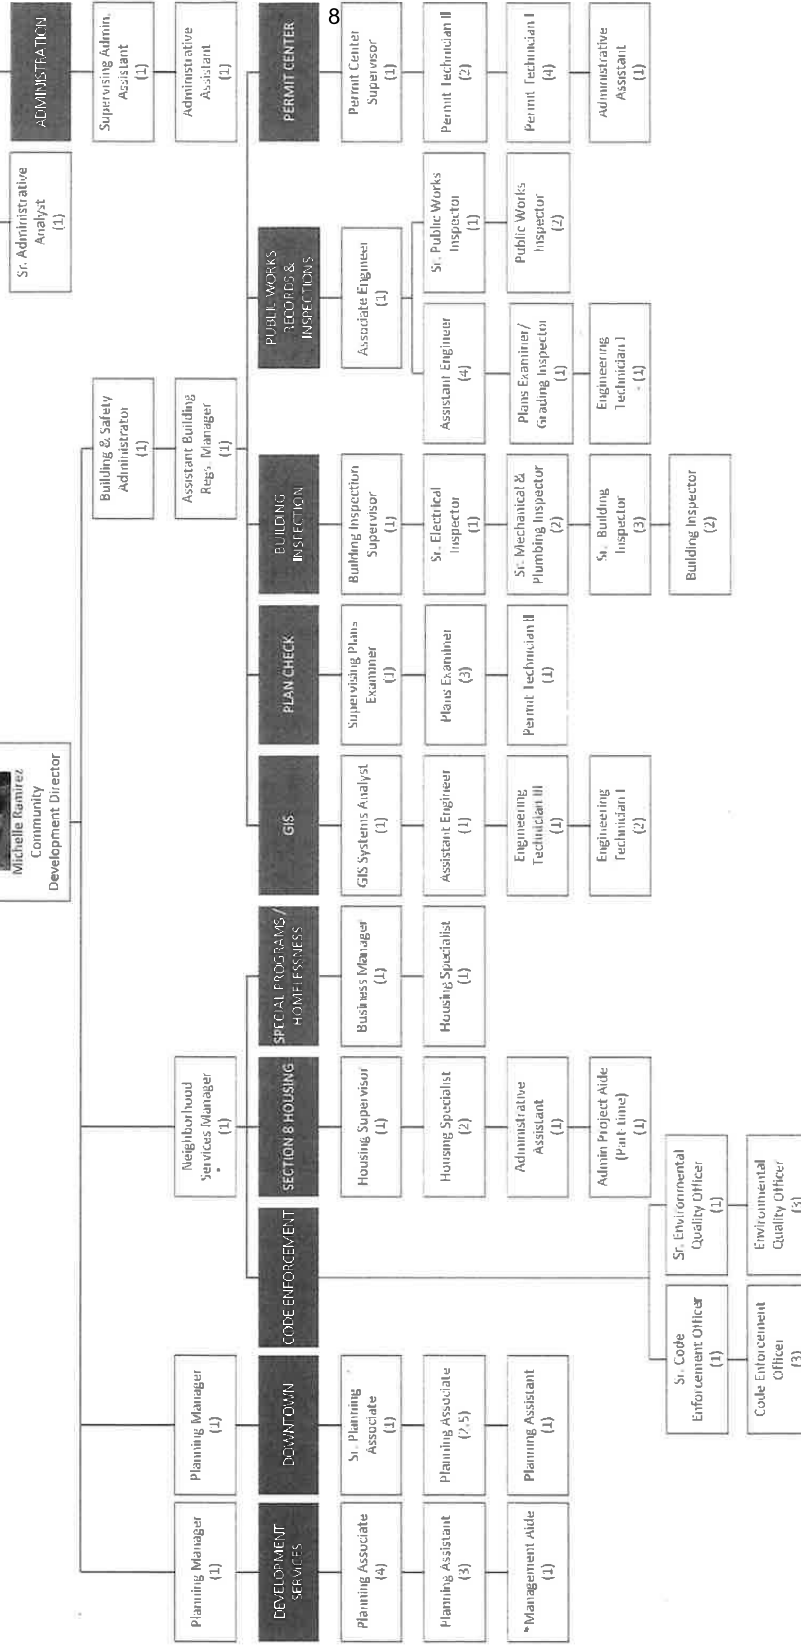 8
Michelle Ramirez
Community
Development Director
Sr. Administrative
Analyst
(1)
ADMINISTRATION
Supervising Admin.
Assistant
(1)
Administrative
Assistant
(1)
Planning Manager
(1)
DEVELOPMENT
SERVICES
Planning Associate
(4)
Planning Assistant
(3)
*Management Aide
(1)
Planning Manager
(1)
DOWNTOWN
Sr. Planning
Associate
(1)
Planning Associate
(2.5)
Planning Assistant
(1)
Neighborhood
Services Manager
(1)
CODE ENFORCEMENT
Sr. Code
Enforcement Officer
(1)
Code Enforcement
Officer
(3)
Sr. Environmental
Quality Officer
(1)
Environmental
Quality Officer
(3)
SECTION 8 HOUSING
Housing Supervisor
(1)
Housing Specialist
(2)
Administrative
Assistant
(1)
Admin Project Aide
(Part-time)
(1)
SPECIAL PROGRAMS /
HOMELESSNESS
Business Manager
(1)
Housing Specialist
(1)
Building & Safety
Administrator
(1)
Assistant Building
Regs. Manager
(1)
GIS
GIS Systems Analyst
(1)
Assistant Engineer
(1)
Engineering
Technician III
(1)
Engineering
Technician I
(2)
PLAN CHECK
Supervising Plans
Examiner
(1)
Plans Examiner
(3)
Permit Technician II
(1)
BUILDING
INSPECTION
Building Inspection
Supervisor
(1)
Sr. Electrical
Inspector
(1)
Sr. Mechanical &
Plumbing Inspector
(2)
Sr. Building
Inspector
(3)
Building Inspector
(2)
PUBLIC WORKS
RECORDS &
INSPECTIONS
Associate Engineer
(1)
Assistant Engineer
(4)
Plans Examiner/
Grading Inspector
(1)
Engineering
Technician I
(1)
Sr. Public Works
Inspector
(1)
Public Works
Inspector
(2)
PERMIT CENTER
Permit Center
Supervisor
(1)
Permit Technician II
(2)
Permit Technician I
(4)
Administrative
Assistant
(1)